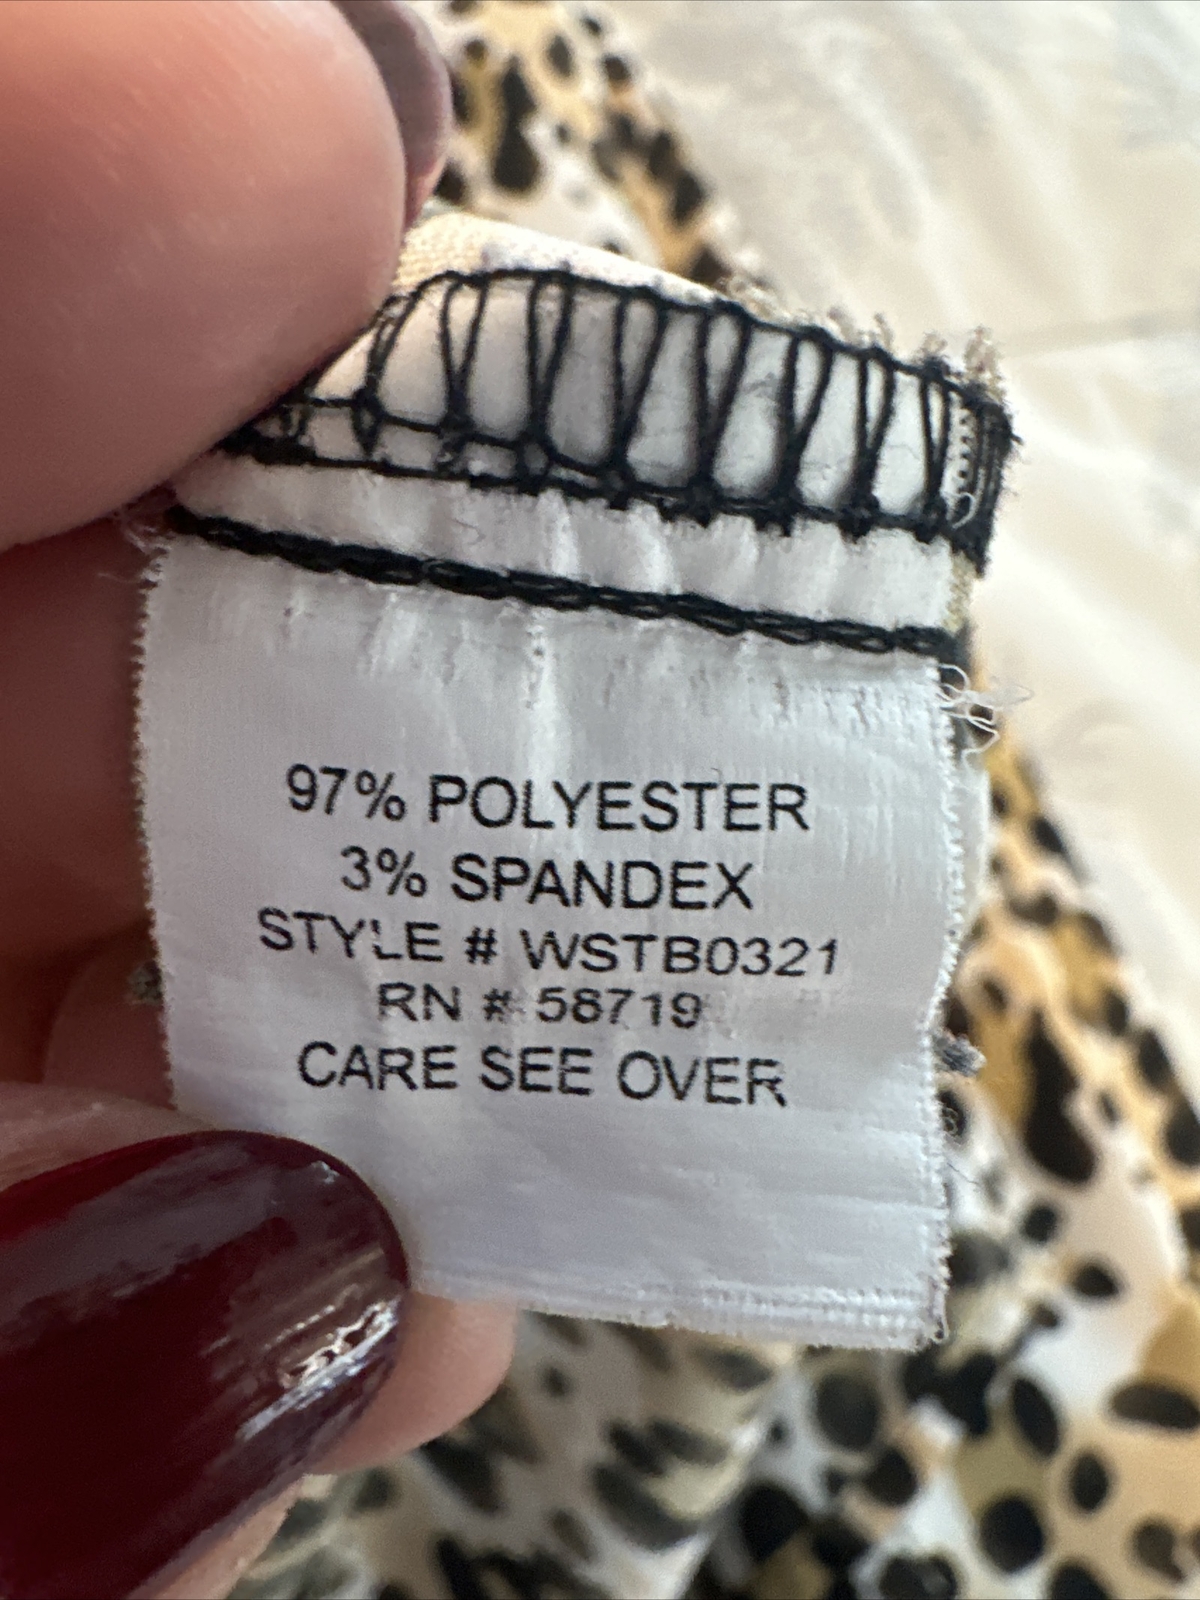 97% POLYESTER
3% SPANDEX
STYLE # WSTB0321
RN # 58719
CARE SEE OVER